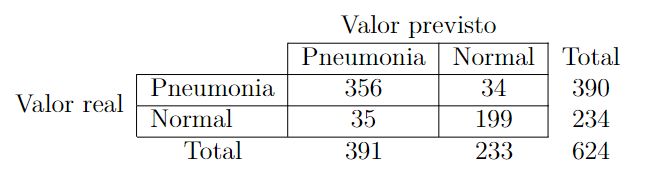 Valor previsto
Pneumonia Normal Total
Valor real
Pneumonia 356 34 390
Normal 35 199 234
Total 391 233 624